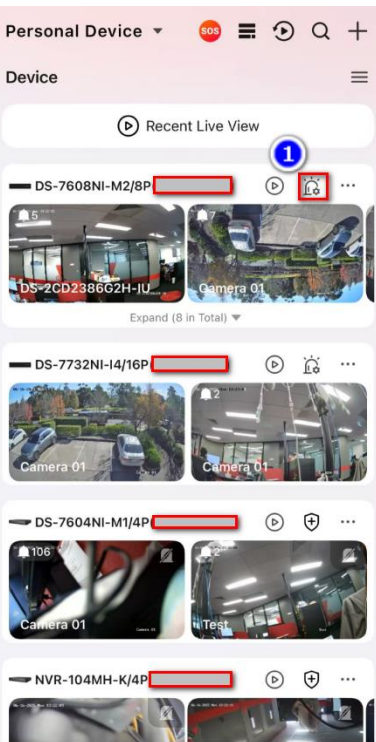 Personal Device
SOS
Device
Recent Live View
1
DS-7608NI-M2/8P
5
7
DS-2CD2386G2H-IU
Camera 01
Expand (8 in Total)
DS-7732NI-I4/16P
2
Camera 01
Camera 01
DS-7604NI-M1/4P
106
2
Camera 01
Test
NVR-104MH-K/4P